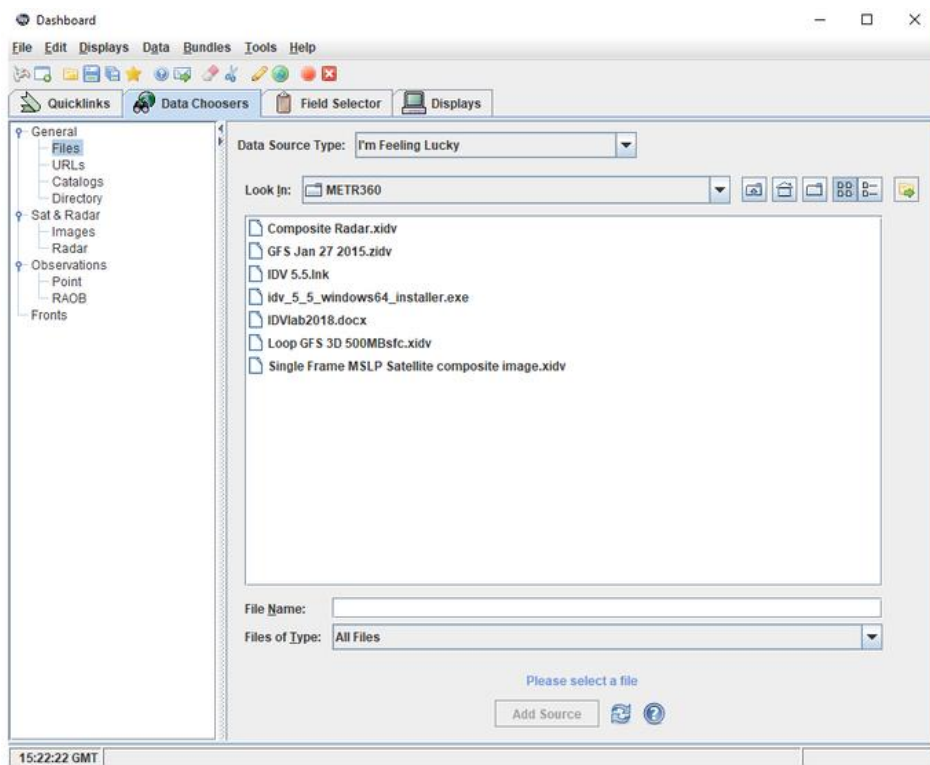 Dashboard
File Edit Displays Data Bundles Tools Help
Quicklinks Data Choosers Field Selector Displays
General
Files
URLs
Catalogs
Directory
Sat & Radar
Images
Radar
Observations
Point
RAOB
Fronts
Data Source Type: I'm Feeling Lucky
Look In: METR360
Composite Radar.xidv
GFS Jan 27 2015.zidv
IDV 5.5.lnk
idv_5_5_windows64_installer.exe
IDVlab2018.docx
Loop GFS 3D 500MBsfc.xidv
Single Frame MSLP Satellite composite image.xidv
File Name:
Files of Type: All Files
Please select a file
Add Source
15:22:22 GMT